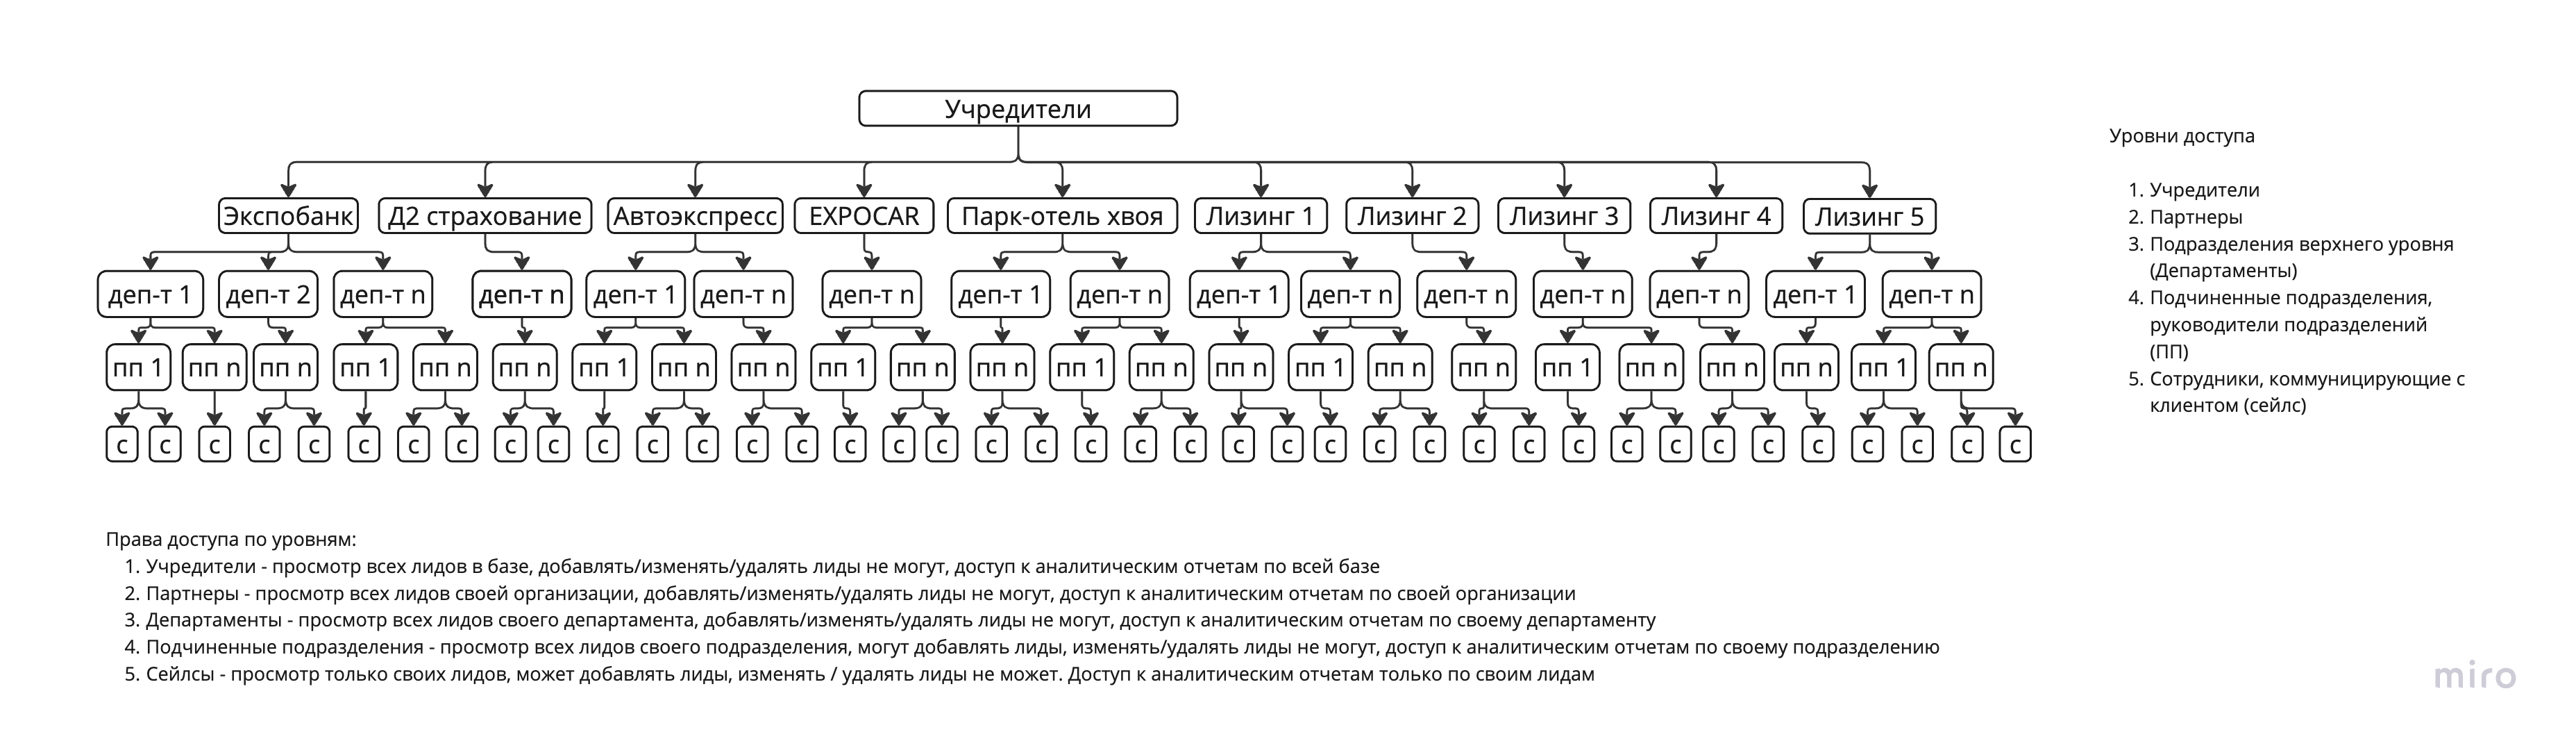 Учредители
Экспобанк Д2 страхование Автоэкспресс EXPOCAR Парк-отель хвоя Лизинг 1 Лизинг 2 Лизинг 3 Лизинг 4 Лизинг 5
деп-т 1 деп-т 2 деп-т n деп-т n деп-т 1 деп-т n деп-т n деп-т 1 деп-т n деп-т 1 деп-т n деп-т n деп-т n деп-т n деп-т 1 деп-т n
пп 1 пп n пп n пп 1 пп n пп n пп 1 пп n пп n пп 1 пп n пп n пп 1 пп n пп n пп 1 пп n пп n пп 1 пп n пп n пп n пп 1 пп n
с с с с с с с с с с с с с с с с с с с с с с с с с с с с с с с с с с с с с с с
Уровни доступа
1. Учредители
2. Партнеры
3. Подразделения верхнего уровня
(Департаменты)
4. Подчиненные подразделения,
руководители подразделений
(ПП)
5. Сотрудники, коммуницирующие с
клиентом (сейлс)
Права доступа по уровням:
1. Учредители - просмотр всех лидов в базе, добавлять/изменять/удалять лиды не могут, доступ к аналитическим отчетам по всей базе
2. Партнеры - просмотр всех лидов своей организации, добавлять/изменять/удалять лиды не могут, доступ к аналитическим отчетам по своей организации
3. Департаменты - просмотр всех лидов своего департамента, добавлять/изменять/удалять лиды не могут, доступ к аналитическим отчетам по своему департаменту
4. Подчиненные подразделения - просмотр всех лидов своего подразделения, могут добавлять лиды, изменять/удалять лиды не могут, доступ к аналитическим отчетам по своему подразделению
5. Сейлсы - просмотр только своих лидов, может добавлять лиды, изменять / удалять лиды не может. Доступ к аналитическим отчетам только по своим лидам
miro